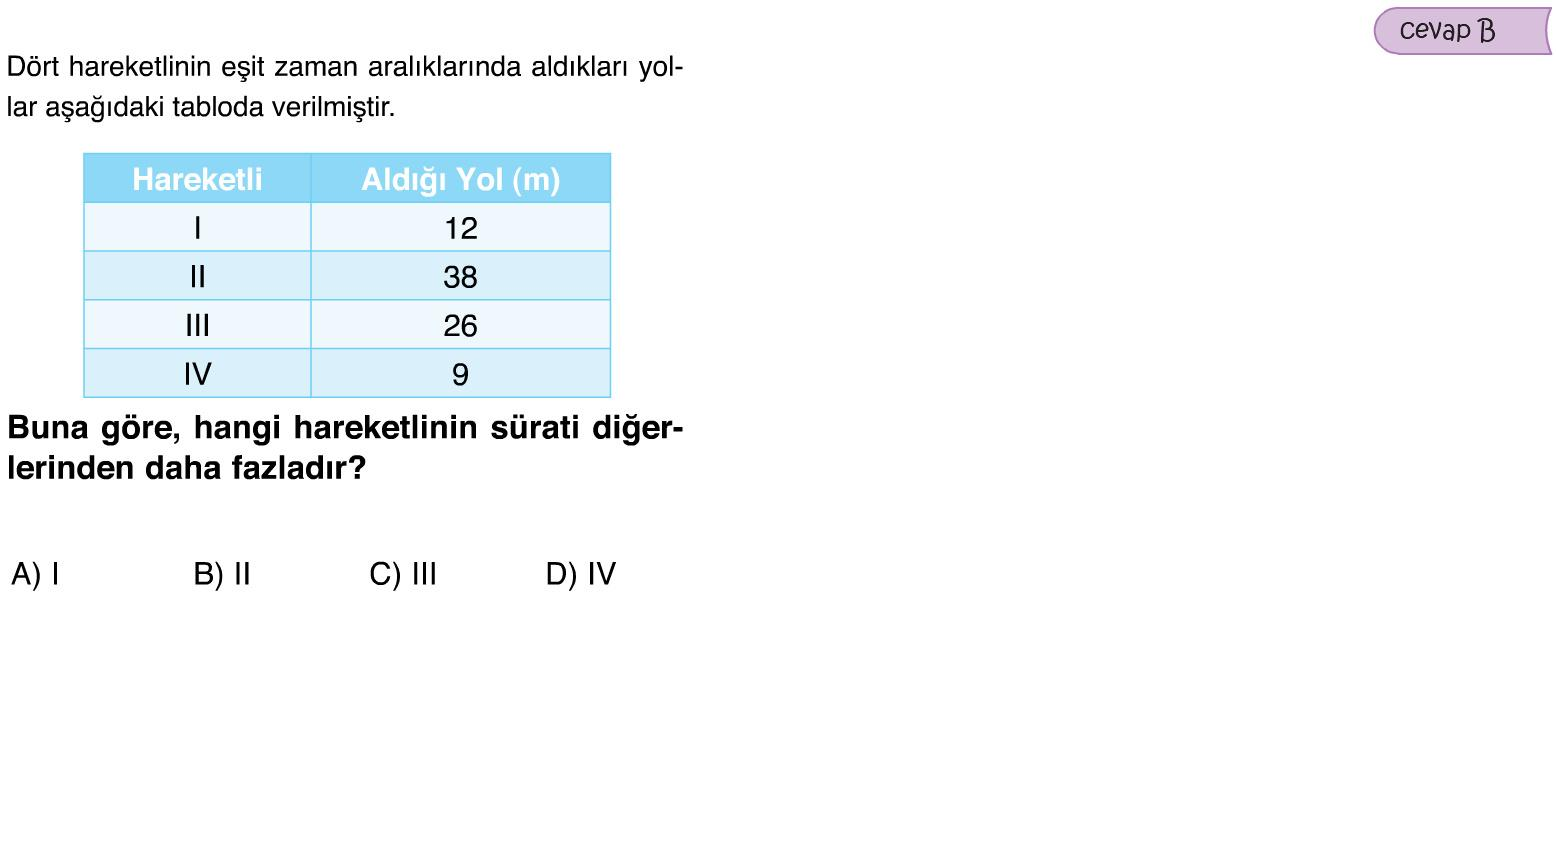 Cevap B
Dört hareketlinin eşit zaman aralıklarında aldıkları yol-
lar aşağıdaki tabloda verilmiştir.
Hareketli Aldığı Yol (m)
I 12
II 38
III 26
IV 9
Buna göre, hangi hareketlinin sürati diğer-
lerinden daha fazladır?
A) I B) II C) III D) IV